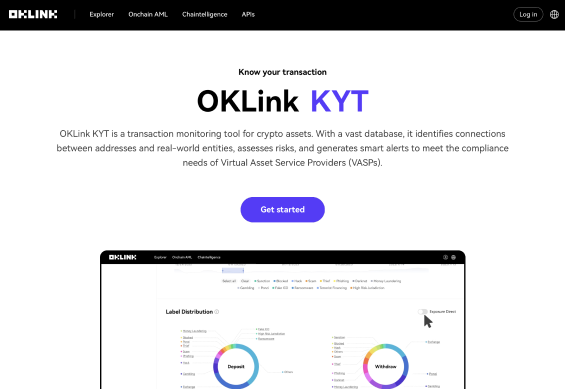 OKLINK
Explorer Onchain AML Chaintelligence APIs Log in
Know your transaction
OKLink KYT
OKLink KYT is a transaction monitoring tool for crypto assets. With a vast database, it identifies connections
between addresses and real-world entities, assesses risks, and generates smart alerts to meet the compliance
needs of Virtual Asset Service Providers (VASPs).
Get started
OKLINK Explorer Onchain AML Chaintelligence
Label Distribution
Exposure Direct
Deposit
Withdraw